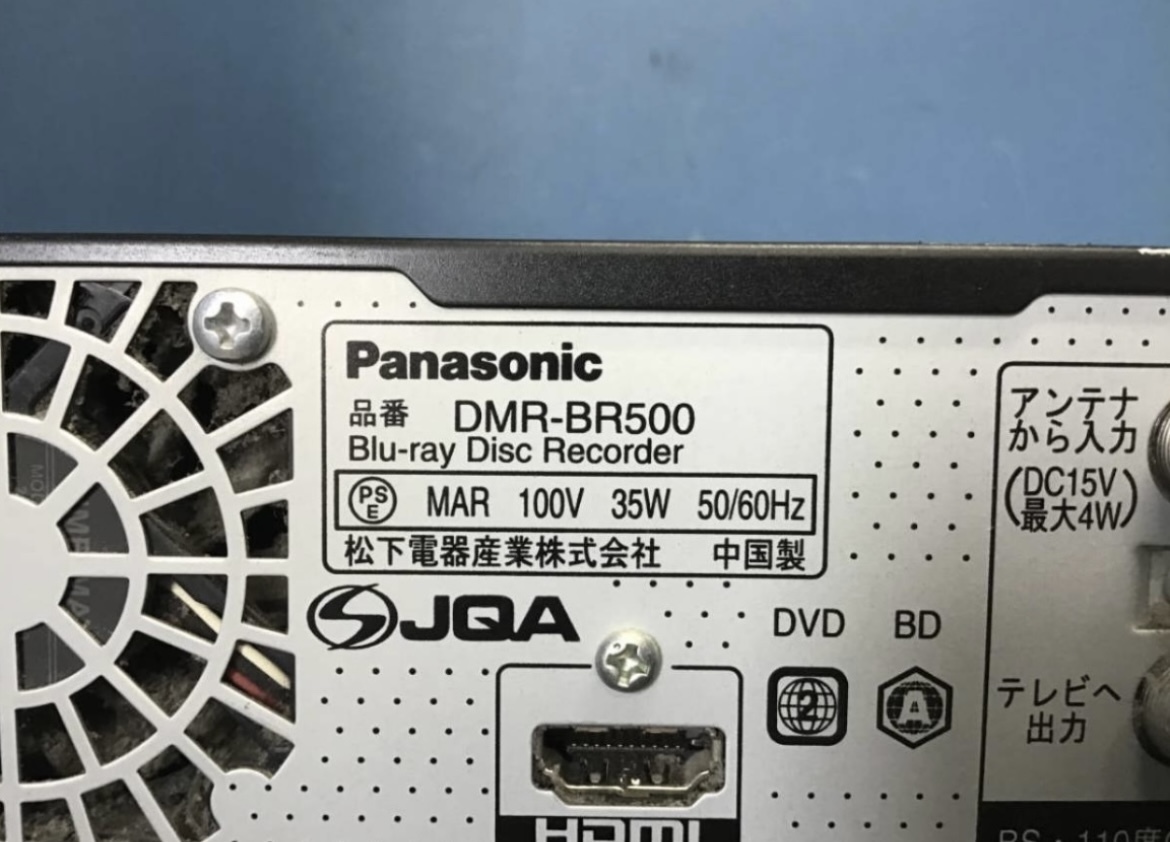 Panasonic
品番 DMR-BR500
Blu-ray Disc Recorder
PSE MAR 100V 35W 50/60Hz
松下電器産業株式会社 中国製
JQA
DVD BD
2 A
HDMI
アンテナ
から入力
(DC15V
最大4W)
テレビへ
出力